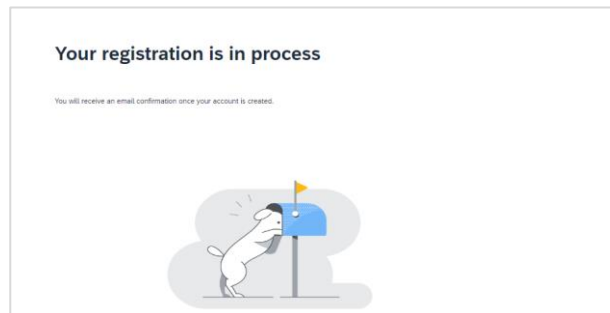 Your registration is in process
You will receive an email confirmation once your account is created.